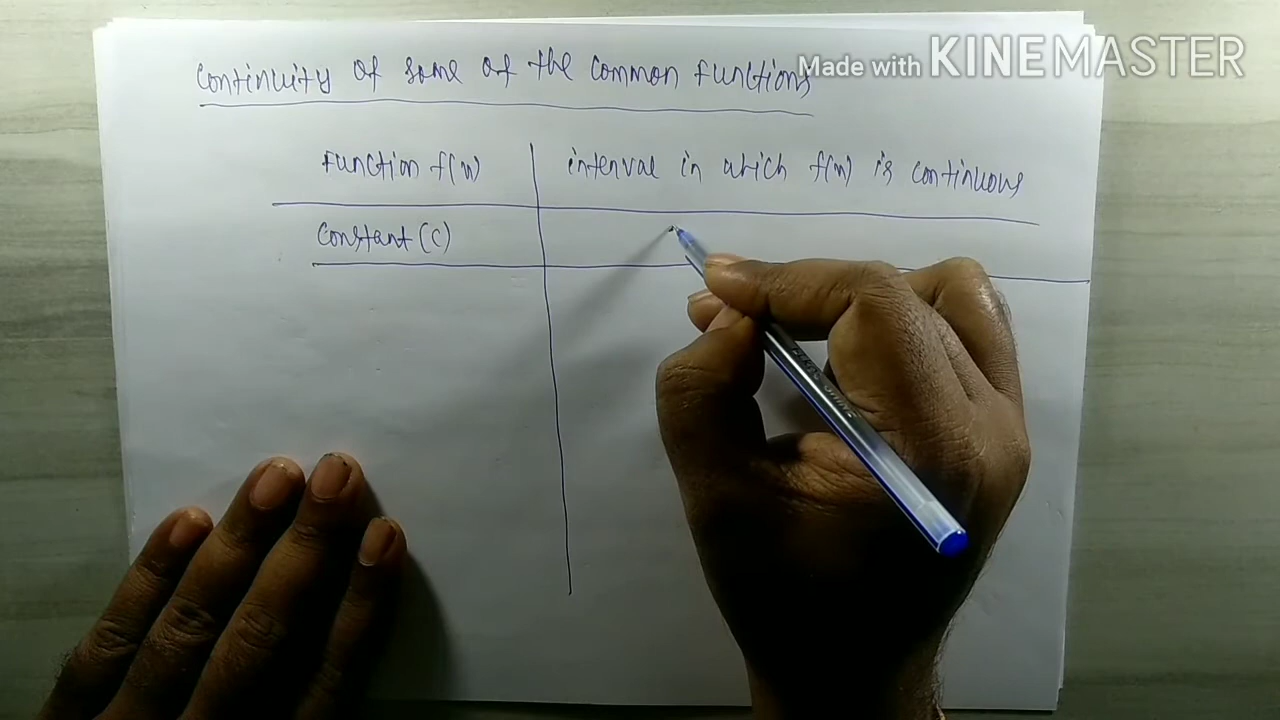 Continuity of some of the common functions
Made with KINEMASTER
Function f(x) interval in which f(x) is continuous
Constant (C)